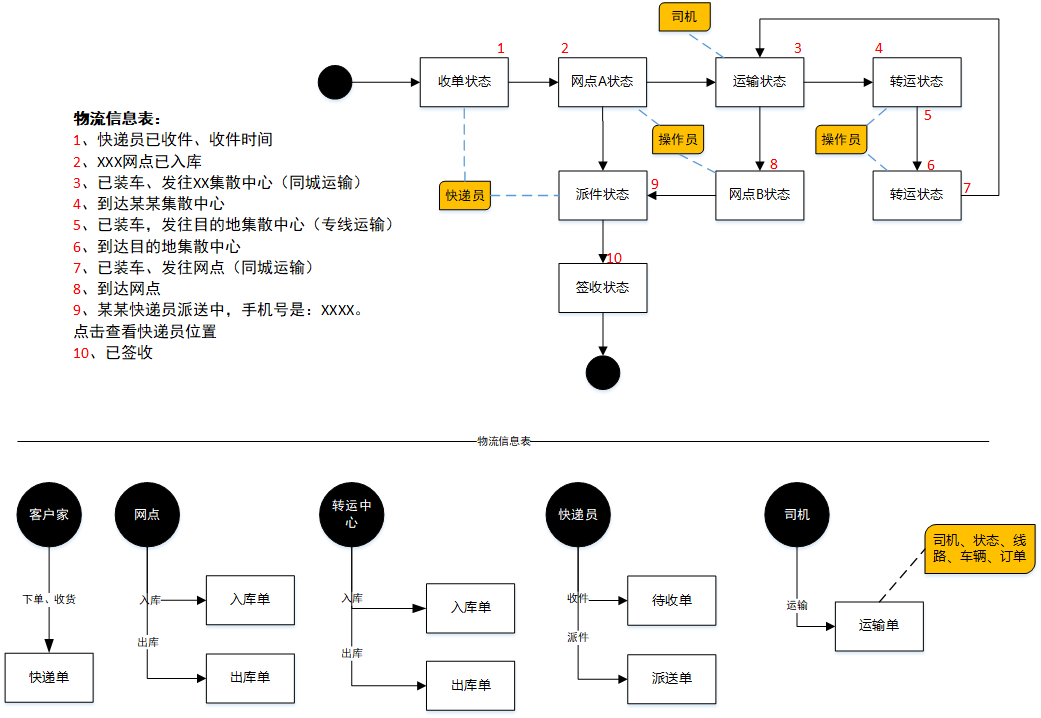 司机
1
2
3
4
收单状态
网点A状态
运输状态
转运状态
5
物流信息表：
1、快递员已收件、收件时间
2、XXX网点已入库
3、已装车、发往XX集散中心（同城运输）
4、到达某某集散中心
5、已装车，发往目的地集散中心（专线运输）
6、到达目的地集散中心
7、已装车、发往网点（同城运输）
8、到达网点
9、某某快递员派送中，手机号是：XXXX。
点击查看快递员位置
10、已签收
操作员
操作员
8
6
快递员
9
7
派件状态
网点B状态
转运状态
10
签收状态
物流信息表
客户家
网点
转运中
心
快递员
司机
司机、状态、线
路、车辆、订单
下单、收货
入库
入库单
入库
入库单
收件
待收单
运输
运输单
出库
出库
派件
快递单
出库单
出库单
派送单